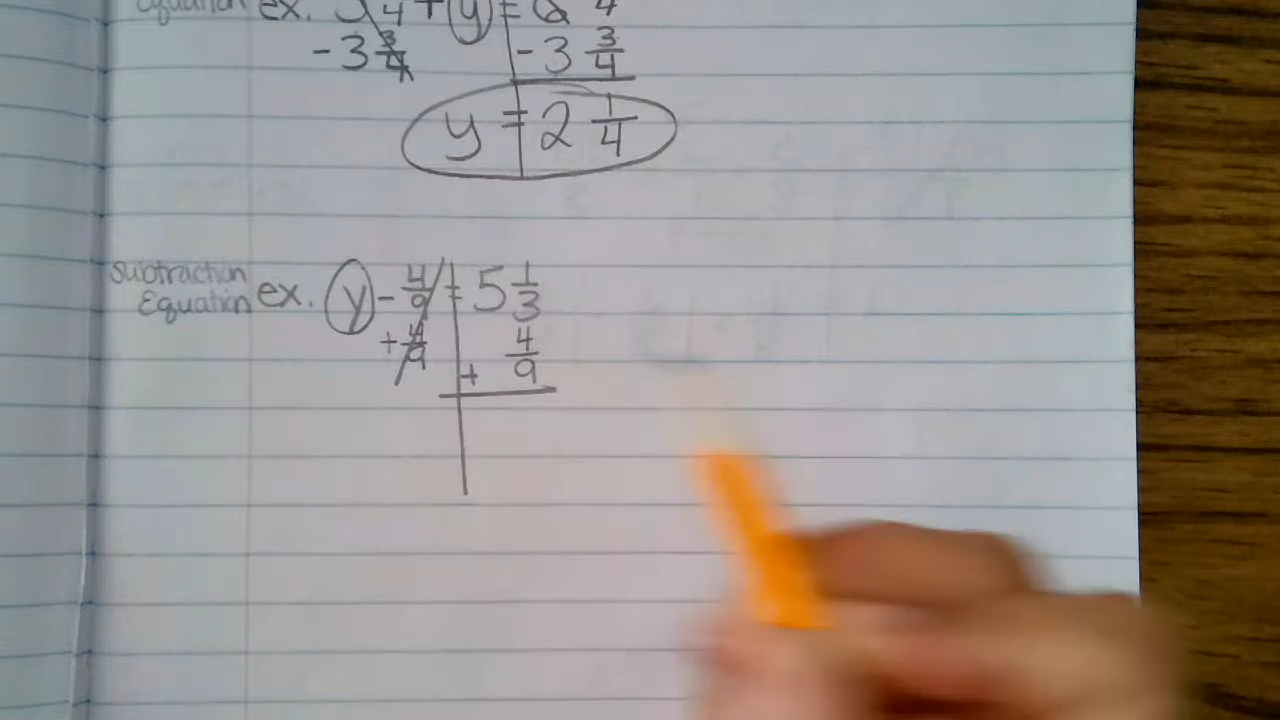 Equation ex. 3 3/4 + y = 6 4
- 3 3/4 - 3 3/4
y = 2 1/4
Subtraction
Equation ex. y - 4/9 = 5 1/3
+ 4/9 + 4/9